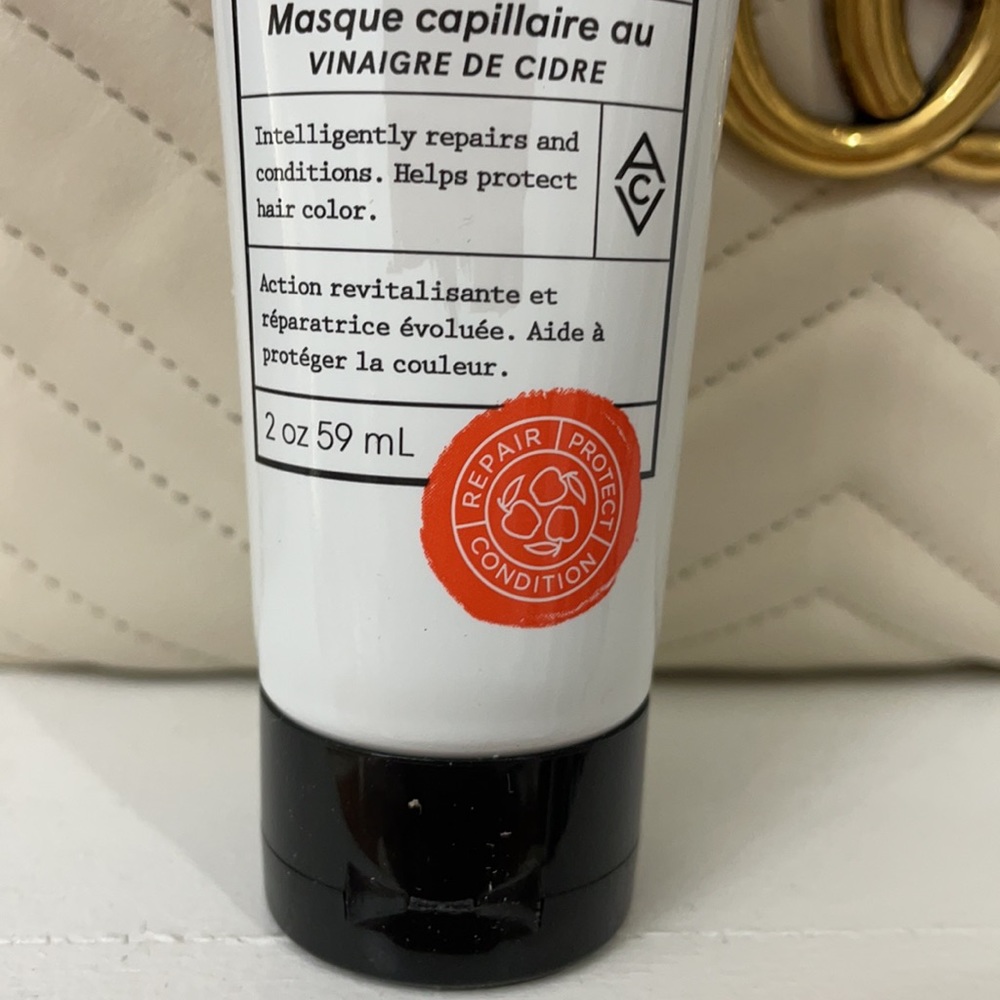 Masque capillaire au
VINAIGRE DE CIDRE
Intelligently repairs and
conditions. Helps protect
hair color.
ACV
Action revitalisante et
réparatrice évoluée. Aide à
protéger la couleur.
2 oz 59 mL
REPAIR | PROTECT
CONDITION